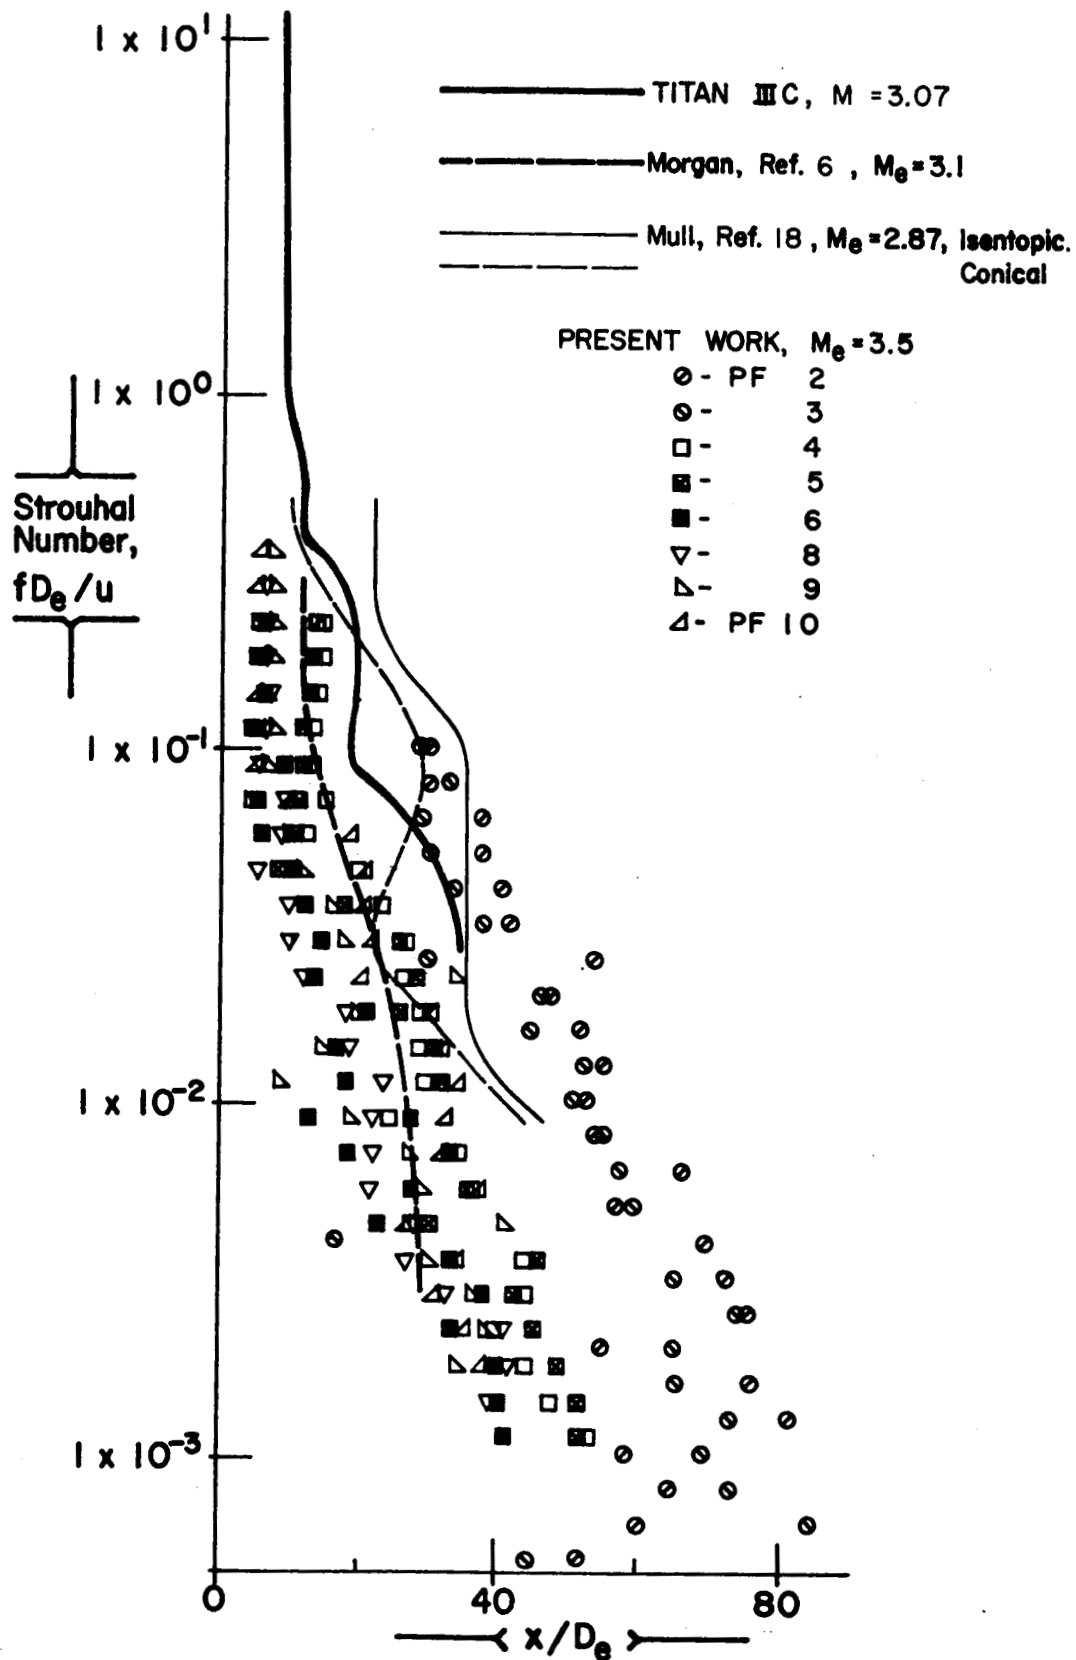 1 x 10¹
TITAN IIIC, M = 3.07
Morgan, Ref. 6 , Me = 3.1
Mull, Ref. 18 , Me = 2.87, Isentopic.
Conical
PRESENT WORK, Me = 3.5
- PF 2
- 3
- 4
- 5
- 6
- 8
- 9
- PF 10
1 x 10⁰
Strouhal
Number,
fDe/u
1 x 10⁻¹
1 x 10⁻²
1 x 10⁻³
0 40 80
x/De